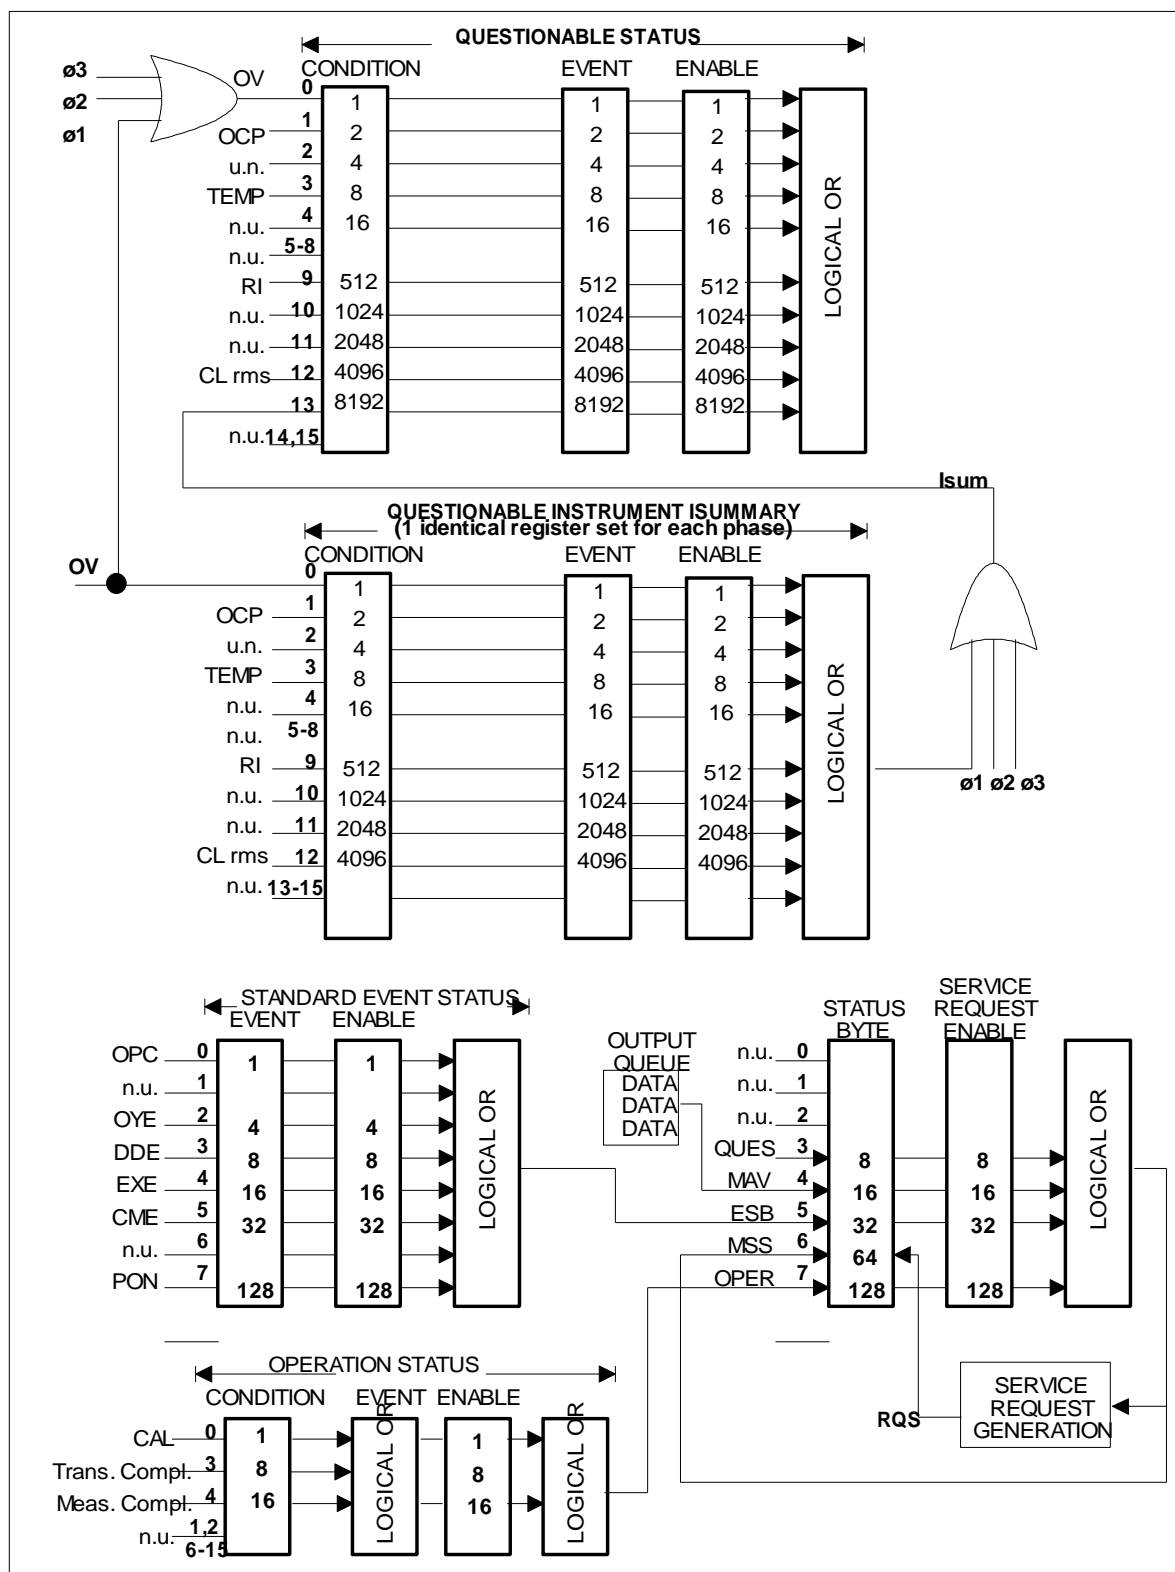 QUESTIONABLE STATUS
CONDITION EVENT ENABLE
ø3
ø2
ø1
OV 0 1 1 1
OCP 1 2 2 2
u.n. 2 4 4 4
TEMP 3 8 8 8
n.u. 4 16 16 16
n.u. 5-8
RI 9 512 512 512
n.u. 10 1024 1024 1024
n.u. 11 2048 2048 2048
CL rms 12 4096 4096 4096
13 8192 8192 8192
n.u. 14,15
LOGICAL OR
Isum
QUESTIONABLE INSTRUMENT ISUMMARY
(1 identical register set for each phase)
CONDITION EVENT ENABLE
OV 0 1 1 1
OCP 1 2 2 2
u.n. 2 4 4 4
TEMP 3 8 8 8
n.u. 4 16 16 16
n.u. 5-8
RI 9 512 512 512
n.u. 10 1024 1024 1024
n.u. 11 2048 2048 2048
CL rms 12 4096 4096 4096
n.u. 13-15
LOGICAL OR
ø1 ø2 ø3
STANDARD EVENT STATUS
EVENT ENABLE
OPC 0 1 1
n.u. 1
OYE 2 4 4
DDE 3 8 8
EXE 4 16 16
CME 5 32 32
n.u. 6
PON 7 128 128
LOGICAL OR
OUTPUT
QUEUE
DATA
DATA
DATA
STATUS
BYTE
SERVICE
REQUEST
ENABLE
n.u. 0
n.u. 1
n.u. 2
QUES 3 8 8
MAV 4 16 16
ESB 5 32 32
MSS 6 64
OPER 7 128 128
LOGICAL OR
OPERATION STATUS
CONDITION EVENT ENABLE
CAL 0 1 1
Trans. Compl. 3 8 8
Meas. Compl. 4 16 16
n.u. 1,2
6-15
LOGICAL OR
LOGICAL OR
RQS
SERVICE
REQUEST
GENERATION